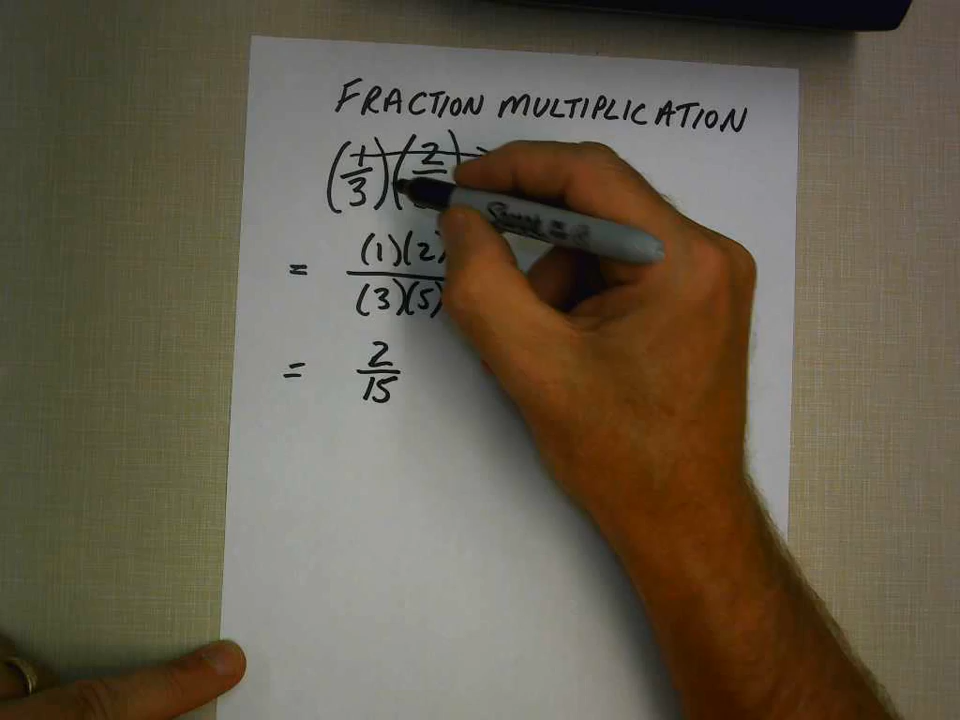 FRACTION MULTIPLICATION
(1/3)(2/
= (1)(2)/(3)(5)
= 2/15
Sharpie